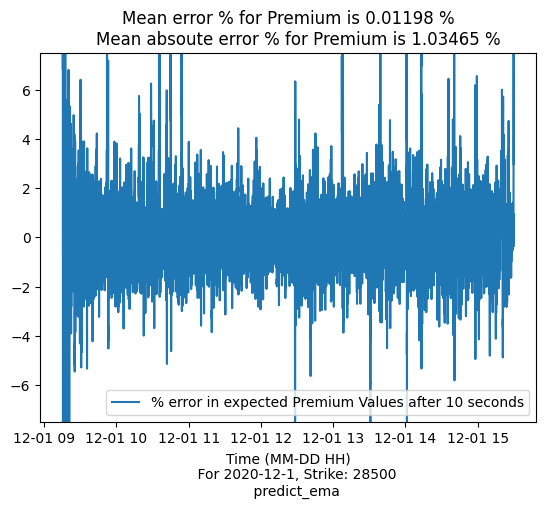 Mean error % for Premium is 0.01198 %
Mean absoute error % for Premium is 1.03465 %
6
4
2
0
−2
−4
−6
% error in expected Premium Values after 10 seconds
12-01 09 12-01 10 12-01 11 12-01 12 12-01 13 12-01 14 12-01 15
Time (MM-DD HH)
For 2020-12-1, Strike: 28500
predict_ema